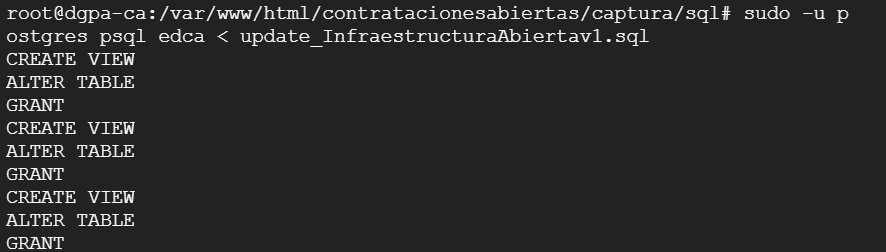 root@dgpa-ca:/var/www/html/contratacionesabiertas/captura/sql# sudo -u p
ostgres psql edca < update_InfraestructuraAbiertav1.sql
CREATE VIEW
ALTER TABLE
GRANT
CREATE VIEW
ALTER TABLE
GRANT
CREATE VIEW
ALTER TABLE
GRANT